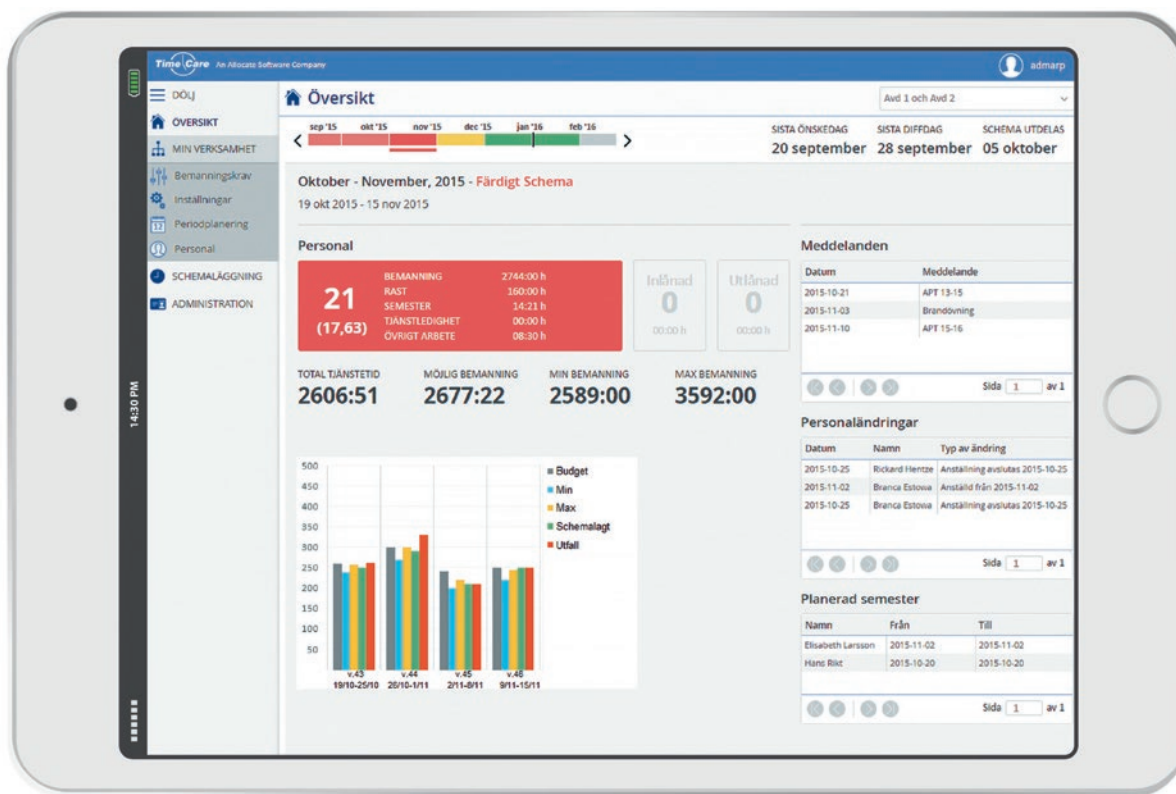 Time Care An Allocate Software Company
admarp
DÖLJ
ÖVERSIKT
MIN VERKSAMHET
Bemanningskrav
Inställningar
Periodplanering
Personal
SCHEMALÄGGNING
ADMINISTRATION
14:30 PM
Översikt
Avd 1 och Avd 2
sep '15 okt '15 nov '15 dec '15 jan '16 feb '16
SISTA ÖNSKEDAG SISTA DIFFDAG SCHEMA UTDELAS
20 september 28 september 05 oktober
Oktober - November, 2015 - Färdigt Schema
19 okt 2015 - 15 nov 2015
Personal
21
(17,63)
BEMANNING 2744:00 h
RAST 160:00 h
SEMESTER 14:21 h
TJÄNSTLEDIGHET 00:00 h
ÖVRIGT ARBETE 08:30 h
Inlånad
0
00:00 h
Utlånad
0
00:00 h
TOTAL TJÄNSTETID MÖJLIG BEMANNING MIN BEMANNING MAX BEMANNING
2606:51 2677:22 2589:00 3592:00
500
450
400
350
300
250
200
150
100
50
v.43 v.44 v.45 v.46
19/10-25/10 26/10-1/11 2/11-8/11 9/11-15/11
Budget
Min
Max
Schemalagt
Utfall
Meddelanden
Datum Meddelande
2015-10-21 APT 13-15
2015-11-03 Brandövning
2015-11-10 APT 15-16
Sida 1 av 1
Personaländringar
Datum Namn Typ av ändring
2015-10-25 Rickard Hentze Anställning avslutas 2015-10-25
2015-11-02 Branca Estowa Anställd från 2015-11-02
2015-10-25 Branca Estowa Anställning avslutas 2015-10-25
Sida 1 av 1
Planerad semester
Namn Från Till
Elisabeth Larsson 2015-11-02 2015-11-02
Hans Rikt 2015-10-20 2015-10-20
Sida 1 av 1